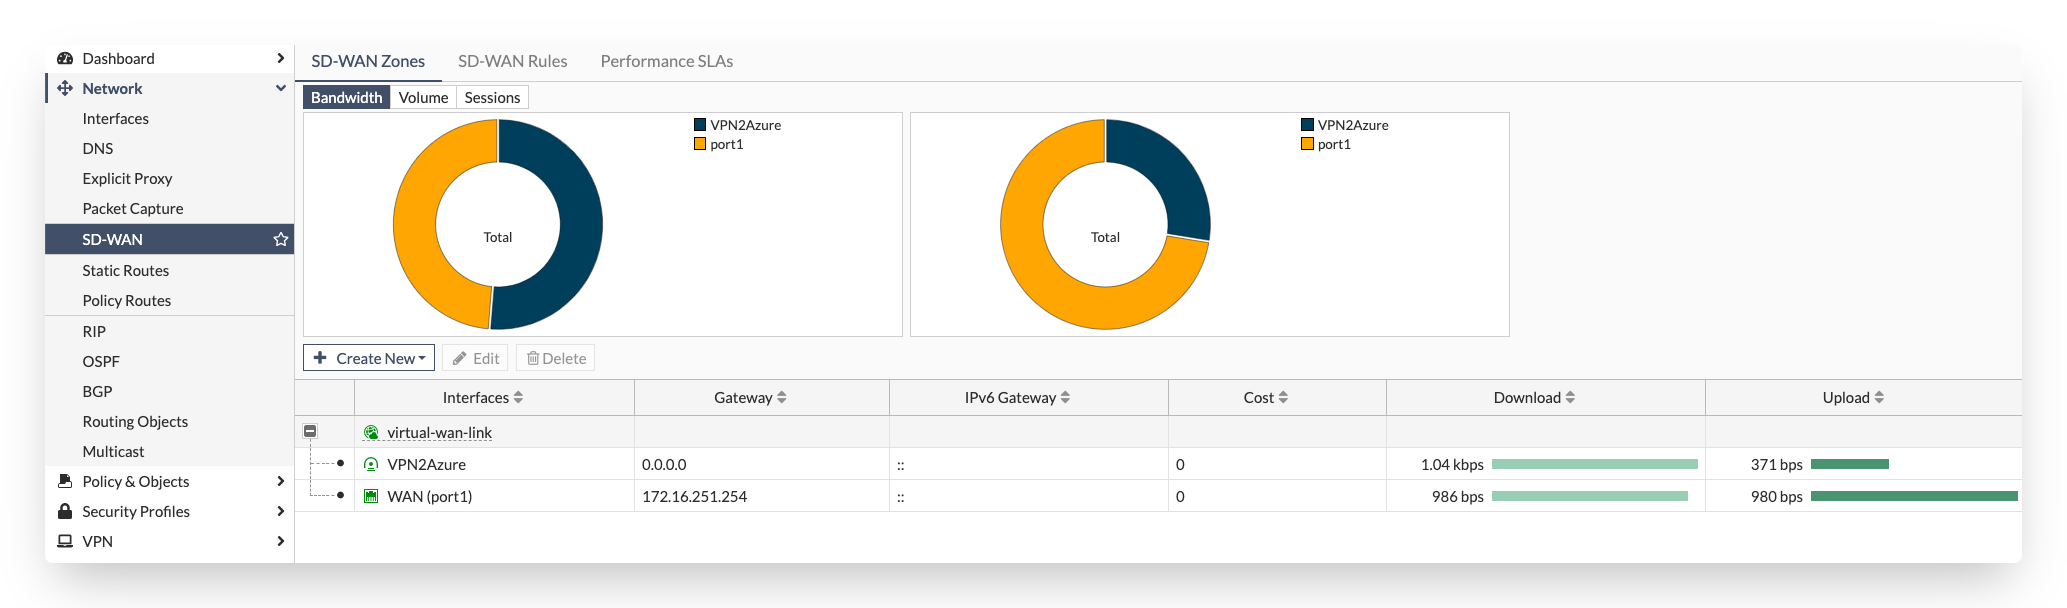 Dashboard
Network
Interfaces
DNS
Explicit Proxy
Packet Capture
SD-WAN
Static Routes
Policy Routes
RIP
OSPF
BGP
Routing Objects
Multicast
Policy & Objects
Security Profiles
VPN
SD-WAN Zones SD-WAN Rules Performance SLAs
Bandwidth Volume Sessions
VPN2Azure
port1
Total
VPN2Azure
port1
Total
+ Create New Edit Delete
Interfaces Gateway IPv6 Gateway Cost Download Upload
virtual-wan-link
VPN2Azure 0.0.0.0 :: 0 1.04 kbps 371 bps
WAN (port1) 172.16.251.254 :: 0 986 bps 980 bps